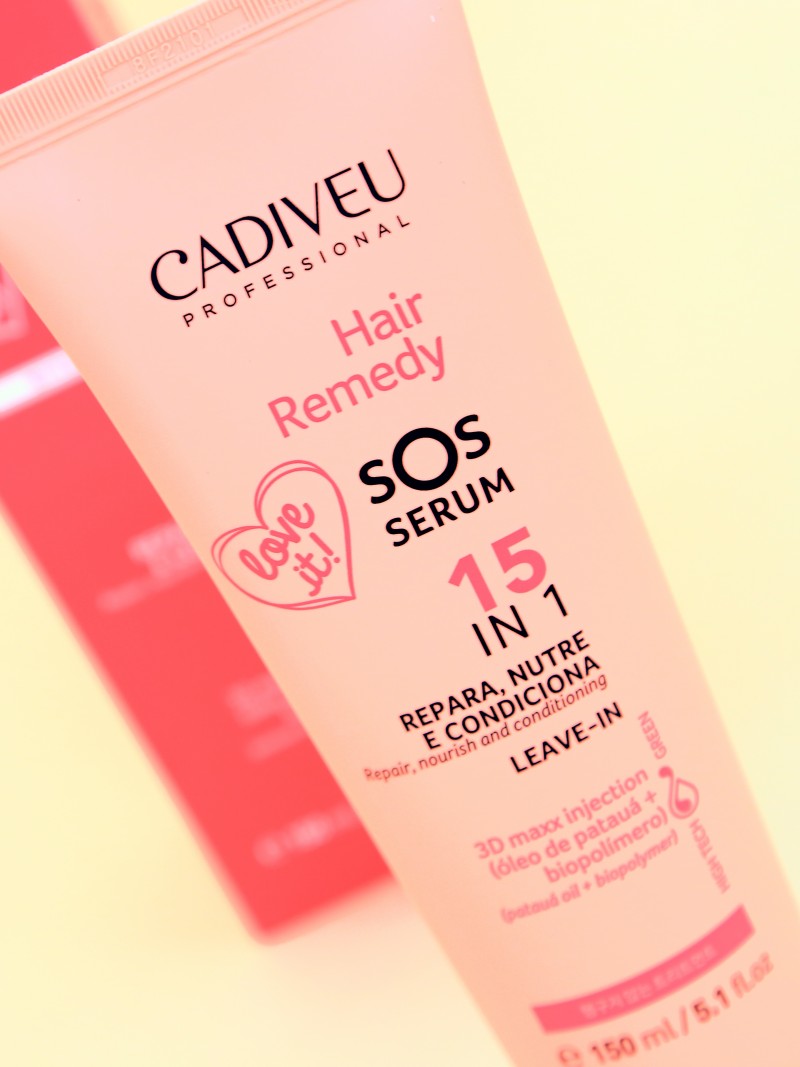 8F2101
CADIVEU
PROFESSIONAL
Hair
Remedy
love
it!
SOS
SERUM
15
IN 1
REPARA, NUTRE
E CONDICIONA
Repair, nourish and conditioning
LEAVE-IN
GREEN
HIGH TECH
3D maxx injection
(óleo de patauá +
biopolímero)
(patauá oil + biopolymer)
150 ml / 5.1 fl.oz